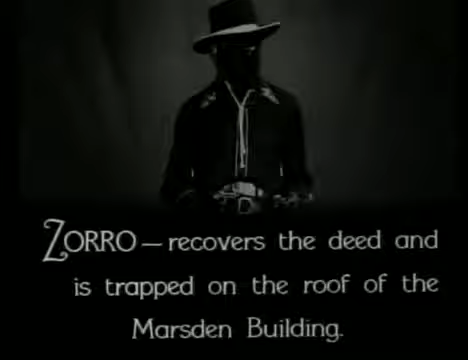 ZORRO — recovers the deed and
is trapped on the roof of the
Marsden Building.